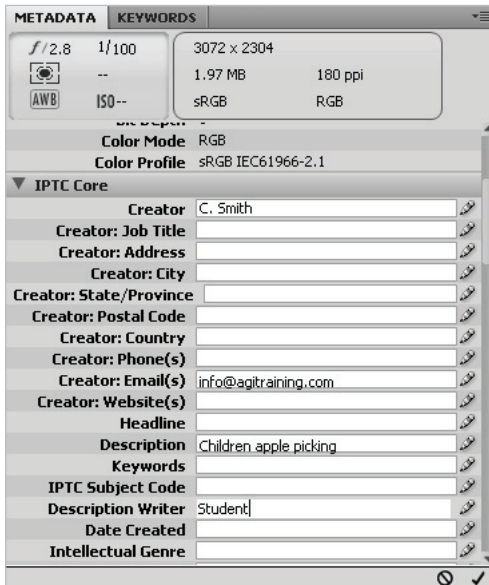 METADATA KEYWORDS
f/2.8 1/100
3072 x 2304
--
1.97 MB 180 ppi
AWB ISO--
sRGB RGB
Bit Depth -
Color Mode RGB
Color Profile sRGB IEC61966-2.1
IPTC Core
Creator C. Smith
Creator: Job Title
Creator: Address
Creator: City
Creator: State/Province
Creator: Postal Code
Creator: Country
Creator: Phone(s)
Creator: Email(s) info@agitraining.com
Creator: Website(s)
Headline
Description Children apple picking
Keywords
IPTC Subject Code
Description Writer Student
Date Created
Intellectual Genre